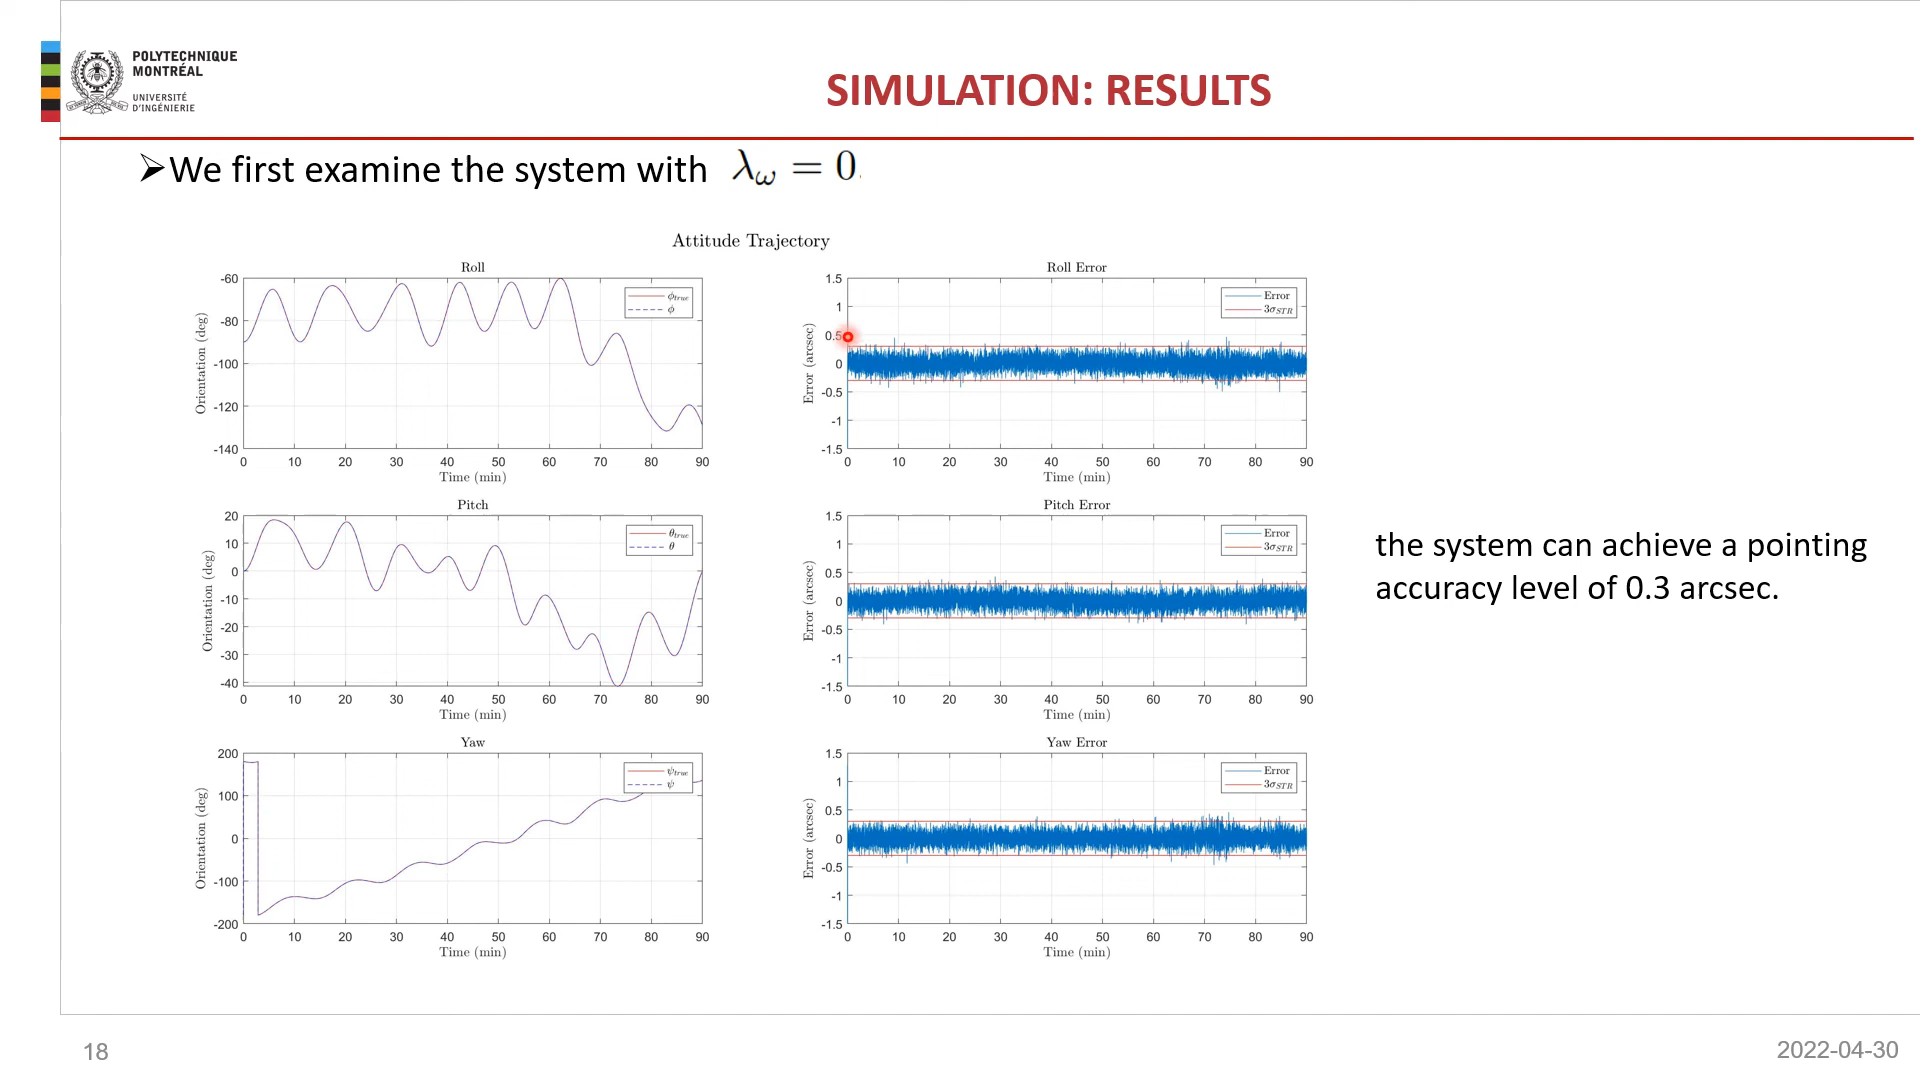 POLYTECHNIQUE
MONTRÉAL
UNIVERSITÉ
D'INGÉNIERIE
SIMULATION: RESULTS
➢We first examine the system with λω = 0.
Attitude Trajectory
Roll
-60
-80
-100
-120
-140
Orientation (deg)
ϕtrue
ϕ
0 10 20 30 40 50 60 70 80 90
Time (min)
Roll Error
1.5
1
0.5
0
-0.5
-1
-1.5
Error (arcsec)
Error
3σSTR
0 10 20 30 40 50 60 70 80 90
Time (min)
Pitch
20
10
0
-10
-20
-30
-40
Orientation (deg)
θtrue
θ
0 10 20 30 40 50 60 70 80 90
Time (min)
Pitch Error
1.5
1
0.5
0
-0.5
-1
-1.5
Error (arcsec)
Error
3σSTR
0 10 20 30 40 50 60 70 80 90
Time (min)
the system can achieve a pointing
accuracy level of 0.3 arcsec.
Yaw
200
100
0
-100
-200
Orientation (deg)
ψtrue
ψ
0 10 20 30 40 50 60 70 80 90
Time (min)
Yaw Error
1.5
1
0.5
0
-0.5
-1
-1.5
Error (arcsec)
Error
3σSTR
0 10 20 30 40 50 60 70 80 90
Time (min)
18
2022-04-30